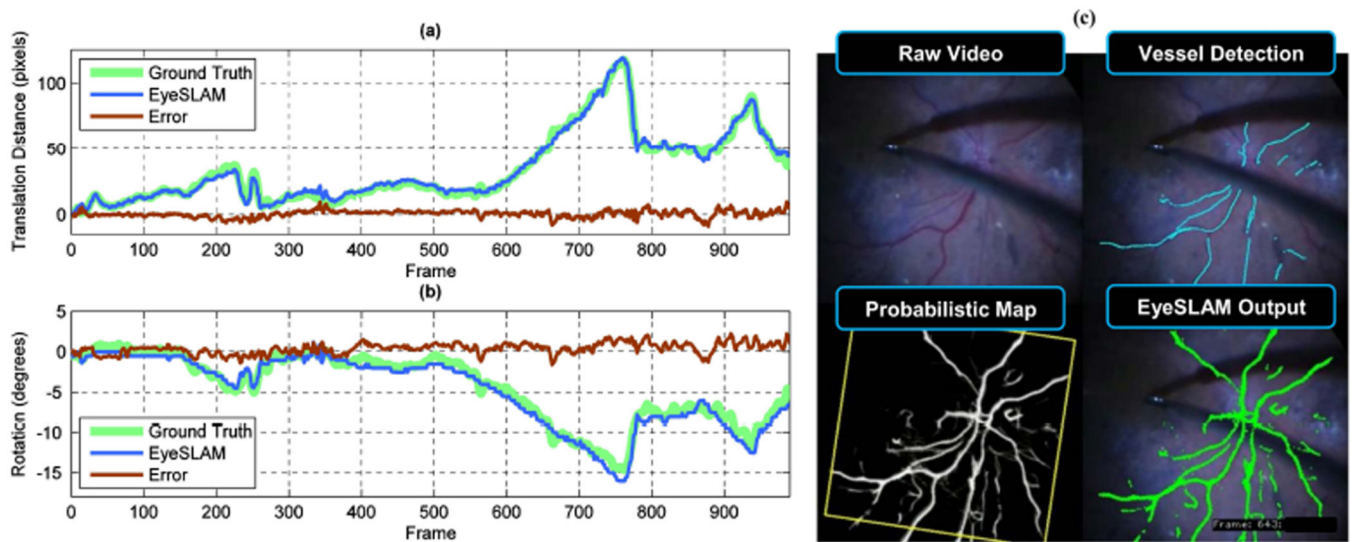 (a)
Translation Distance (pixels)
100
50
0
Ground Truth
EyeSLAM
Error
0 100 200 300 400 500 600 700 800 900
Frame
(b)
Rotation (degrees)
5
0
-5
-10
-15
Ground Truth
EyeSLAM
Error
0 100 200 300 400 500 600 700 800 900
Frame
(c)
Raw Video
Vessel Detection
Probabilistic Map
EyeSLAM Output
Frame: 643: